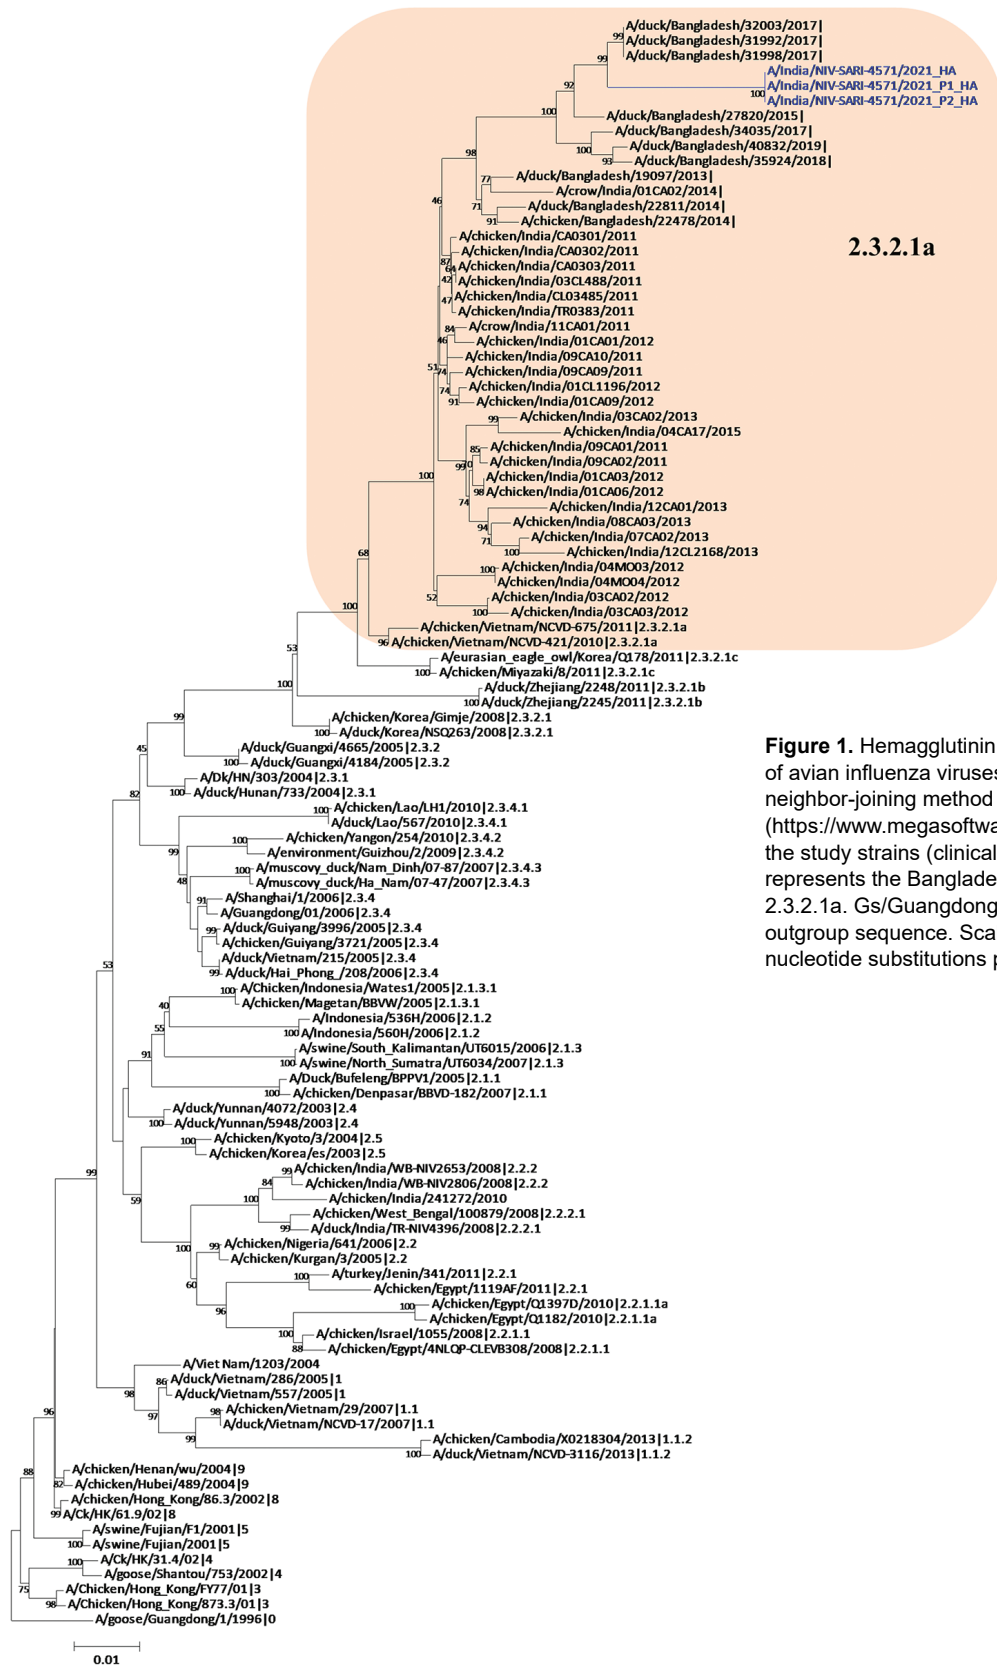 A/duck/Bangladesh/32003/2017|
A/duck/Bangladesh/31992/2017|
A/duck/Bangladesh/31998/2017|
A/India/NIV-SARI-4571/2021_HA
A/India/NIV-SARI-4571/2021_P1_HA
A/India/NIV-SARI-4571/2021_P2_HA
A/duck/Bangladesh/27820/2015|
A/duck/Bangladesh/34035/2017|
A/duck/Bangladesh/40832/2019|
A/duck/Bangladesh/35924/2018|
A/duck/Bangladesh/19097/2013|
A/crow/India/01CA02/2014|
A/duck/Bangladesh/22811/2014|
A/chicken/Bangladesh/22478/2014|
A/chicken/India/CA0301/2011
A/chicken/India/CA0302/2011
A/chicken/India/CA0303/2011
A/chicken/India/03CL488/2011
A/chicken/India/CL03485/2011
A/chicken/India/TR0383/2011
A/crow/India/11CA01/2011
A/chicken/India/01CA01/2012
A/chicken/India/09CA10/2011
A/chicken/India/09CA09/2011
A/chicken/India/01CL1196/2012
A/chicken/India/01CA09/2012
A/chicken/India/03CA02/2013
A/chicken/India/04CA17/2015
A/chicken/India/09CA01/2011
A/chicken/India/09CA02/2011
A/chicken/India/01CA03/2012
A/chicken/India/01CA06/2012
A/chicken/India/12CA01/2013
A/chicken/India/08CA03/2013
A/chicken/India/07CA02/2013
A/chicken/India/12CL2168/2013
A/chicken/India/04MO03/2012
A/chicken/India/04MO04/2012
A/chicken/India/03CA02/2012
A/chicken/India/03CA03/2012
A/chicken/Vietnam/NCVD-675/2011|2.3.2.1a
A/chicken/Vietnam/NCVD-421/2010|2.3.2.1a
2.3.2.1a
A/eurasian_eagle_owl/Korea/Q178/2011|2.3.2.1c
A/chicken/Miyazaki/8/2011|2.3.2.1c
A/duck/Zhejiang/2248/2011|2.3.2.1b
A/duck/Zhejiang/2245/2011|2.3.2.1b
A/chicken/Korea/Gimje/2008|2.3.2.1
A/duck/Korea/NSQ263/2008|2.3.2.1
A/duck/Guangxi/4665/2005|2.3.2
A/duck/Guangxi/4184/2005|2.3.2
A/Dk/HN/303/2004|2.3.1
A/duck/Hunan/733/2004|2.3.1
A/chicken/Lao/LH1/2010|2.3.4.1
A/duck/Lao/567/2010|2.3.4.1
A/chicken/Yangon/254/2010|2.3.4.2
A/environment/Guizhou/2/2009|2.3.4.2
A/muscovy_duck/Nam_Dinh/07-87/2007|2.3.4.3
A/muscovy_duck/Ha_Nam/07-47/2007|2.3.4.3
A/Shanghai/1/2006|2.3.4
A/Guangdong/01/2006|2.3.4
A/duck/Guiyang/3996/2005|2.3.4
A/chicken/Guiyang/3721/2005|2.3.4
A/duck/Vietnam/215/2005|2.3.4
A/duck/Hai_Phong_/208/2006|2.3.4
A/Chicken/Indonesia/Wates1/2005|2.1.3.1
A/chicken/Magetan/BBVW/2005|2.1.3.1
A/Indonesia/536H/2006|2.1.2
A/Indonesia/560H/2006|2.1.2
A/swine/South_Kalimantan/UT6015/2006|2.1.3
A/swine/North_Sumatra/UT6034/2007|2.1.3
A/Duck/Bufeleng/BPPV1/2005|2.1.1
A/chicken/Denpasar/BBVD-182/2007|2.1.1
A/duck/Yunnan/4072/2003|2.4
A/duck/Yunnan/5948/2003|2.4
A/chicken/Kyoto/3/2004|2.5
A/chicken/Korea/es/2003|2.5
A/chicken/India/WB-NIV2653/2008|2.2.2
A/chicken/India/WB-NIV2806/2008|2.2.2
A/chicken/India/241272/2010
A/chicken/West_Bengal/100879/2008|2.2.2.1
A/duck/India/TR-NIV4396/2008|2.2.2.1
A/chicken/Nigeria/641/2006|2.2
A/chicken/Kurgan/3/2005|2.2
A/turkey/Jenin/341/2011|2.2.1
A/chicken/Egypt/1119AF/2011|2.2.1
A/chicken/Egypt/Q1397D/2010|2.2.1.1a
A/chicken/Egypt/Q1182/2010|2.2.1.1a
A/chicken/Israel/1055/2008|2.2.1.1
A/chicken/Egypt/4NLQP-CLEVB308/2008|2.2.1.1
A/Viet Nam/1203/2004
A/duck/Vietnam/286/2005|1
A/duck/Vietnam/557/2005|1
A/chicken/Vietnam/29/2007|1.1
A/duck/Vietnam/NCVD-17/2007|1.1
A/chicken/Cambodia/X0218304/2013|1.1.2
A/duck/Vietnam/NCVD-3116/2013|1.1.2
A/chicken/Henan/wu/2004|9
A/chicken/Hubei/489/2004|9
A/chicken/Hong_Kong/86.3/2002|8
A/Ck/HK/61.9/02|8
A/swine/Fujian/F1/2001|5
A/swine/Fujian/2001|5
A/Ck/HK/31.4/02|4
A/goose/Shantou/753/2002|4
A/Chicken/Hong_Kong/FY77/01|3
A/Chicken/Hong_Kong/873.3/01|3
A/goose/Guangdong/1/1996|0
0.01
Figure 1. Hemagglutinin
of avian influenza viruses
neighbor-joining method
(https://www.megasoftwa
the study strains (clinical
represents the Banglade
2.3.2.1a. Gs/Guangdong
outgroup sequence. Sca
nucleotide substitutions p